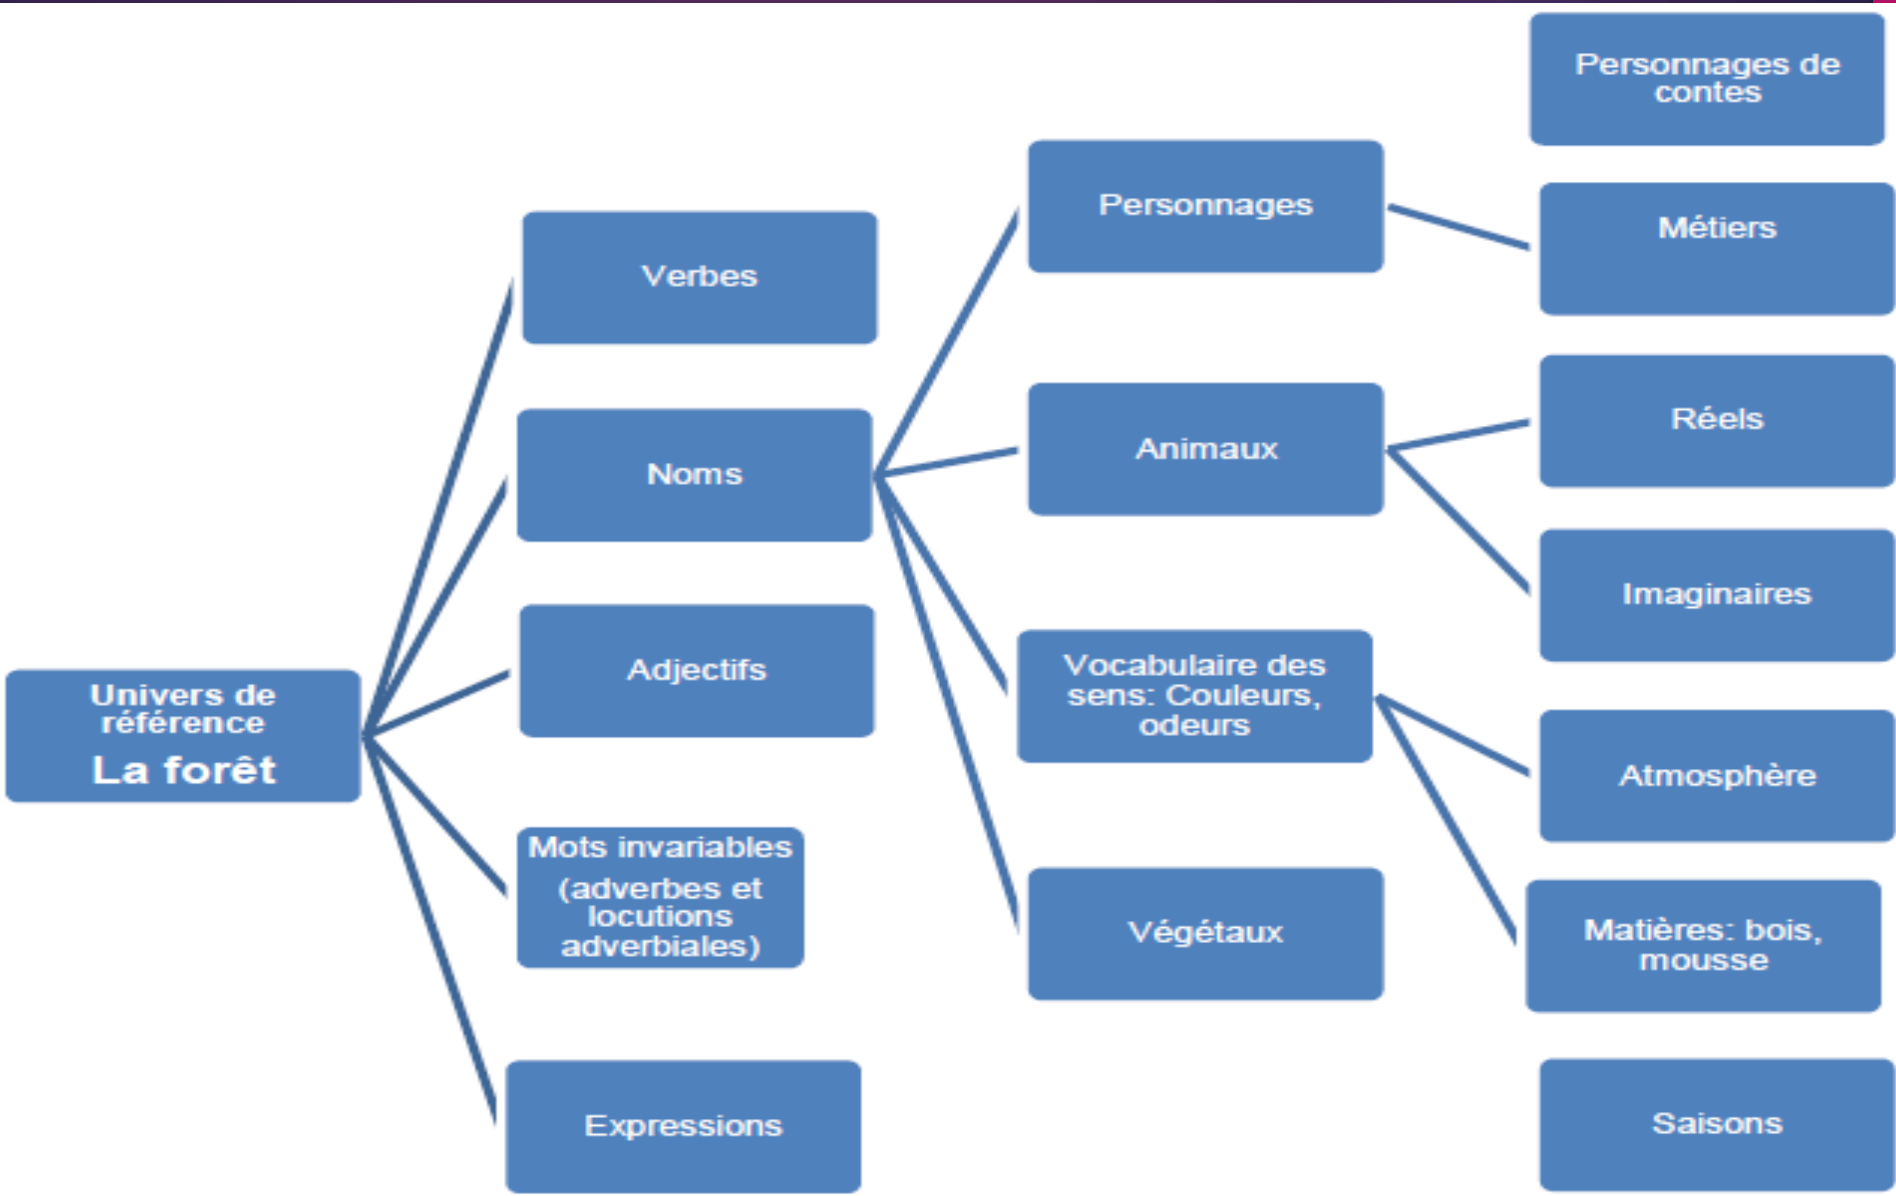 Univers de
référence
La forêt
Verbes
Noms
Adjectifs
Mots invariables
(adverbes et
locutions
adverbiales)
Expressions
Personnages
Animaux
Vocabulaire des
sens: Couleurs,
odeurs
Végétaux
Personnages de
contes
Métiers
Réels
Imaginaires
Atmosphère
Matières: bois,
mousse
Saisons